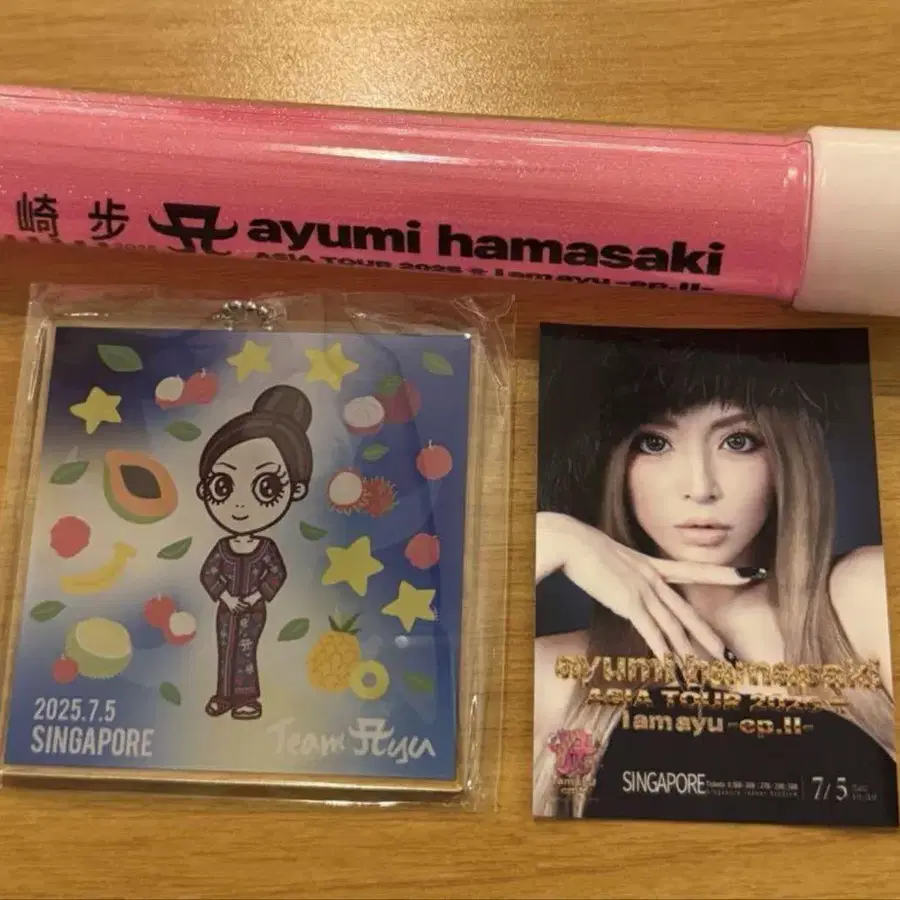 崎 步 ayumi hamasaki
ASIA TOUR 2025 I am ayu -ep.II-
2025.7.5
SINGAPORE
Team Ayu
ayumi hamasaki
ASIA TOUR 2025
I am ayu -ep.II-
SINGAPORE 7/5